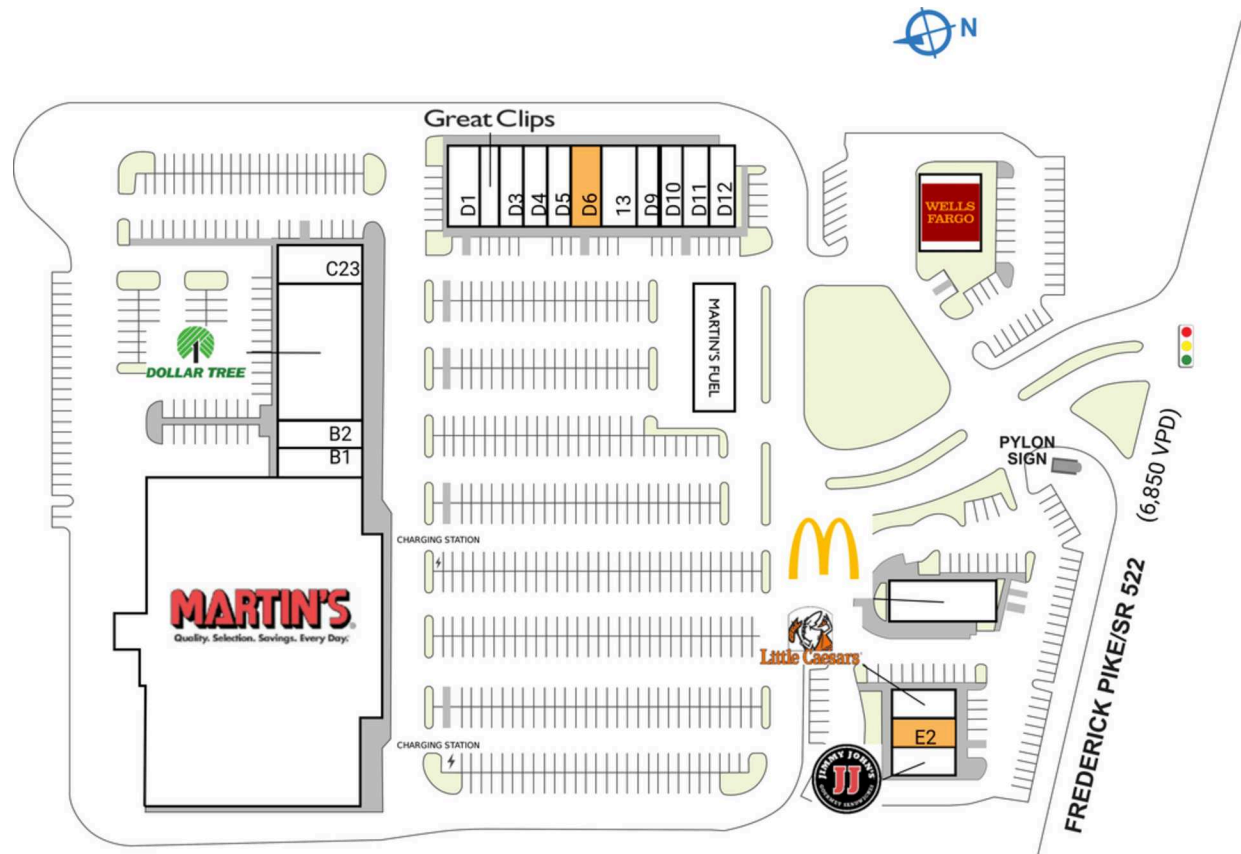 N
Great Clips
D1
D3
D4
D5
D6
13
D9
D10
D11
D12
WELLS
FARGO
C23
MARTIN'S FUEL
DOLLAR TREE
B2
B1
PYLON
SIGN
(6,850 VPD)
CHARGING STATION
MARTIN'S
Quality. Selection. Savings. Every Day.
Little Caesars
E2
FREDERICK PIKE/SR 522
CHARGING STATION
JIMMY JOHN'S
JJ
GOURMET SANDWICHES